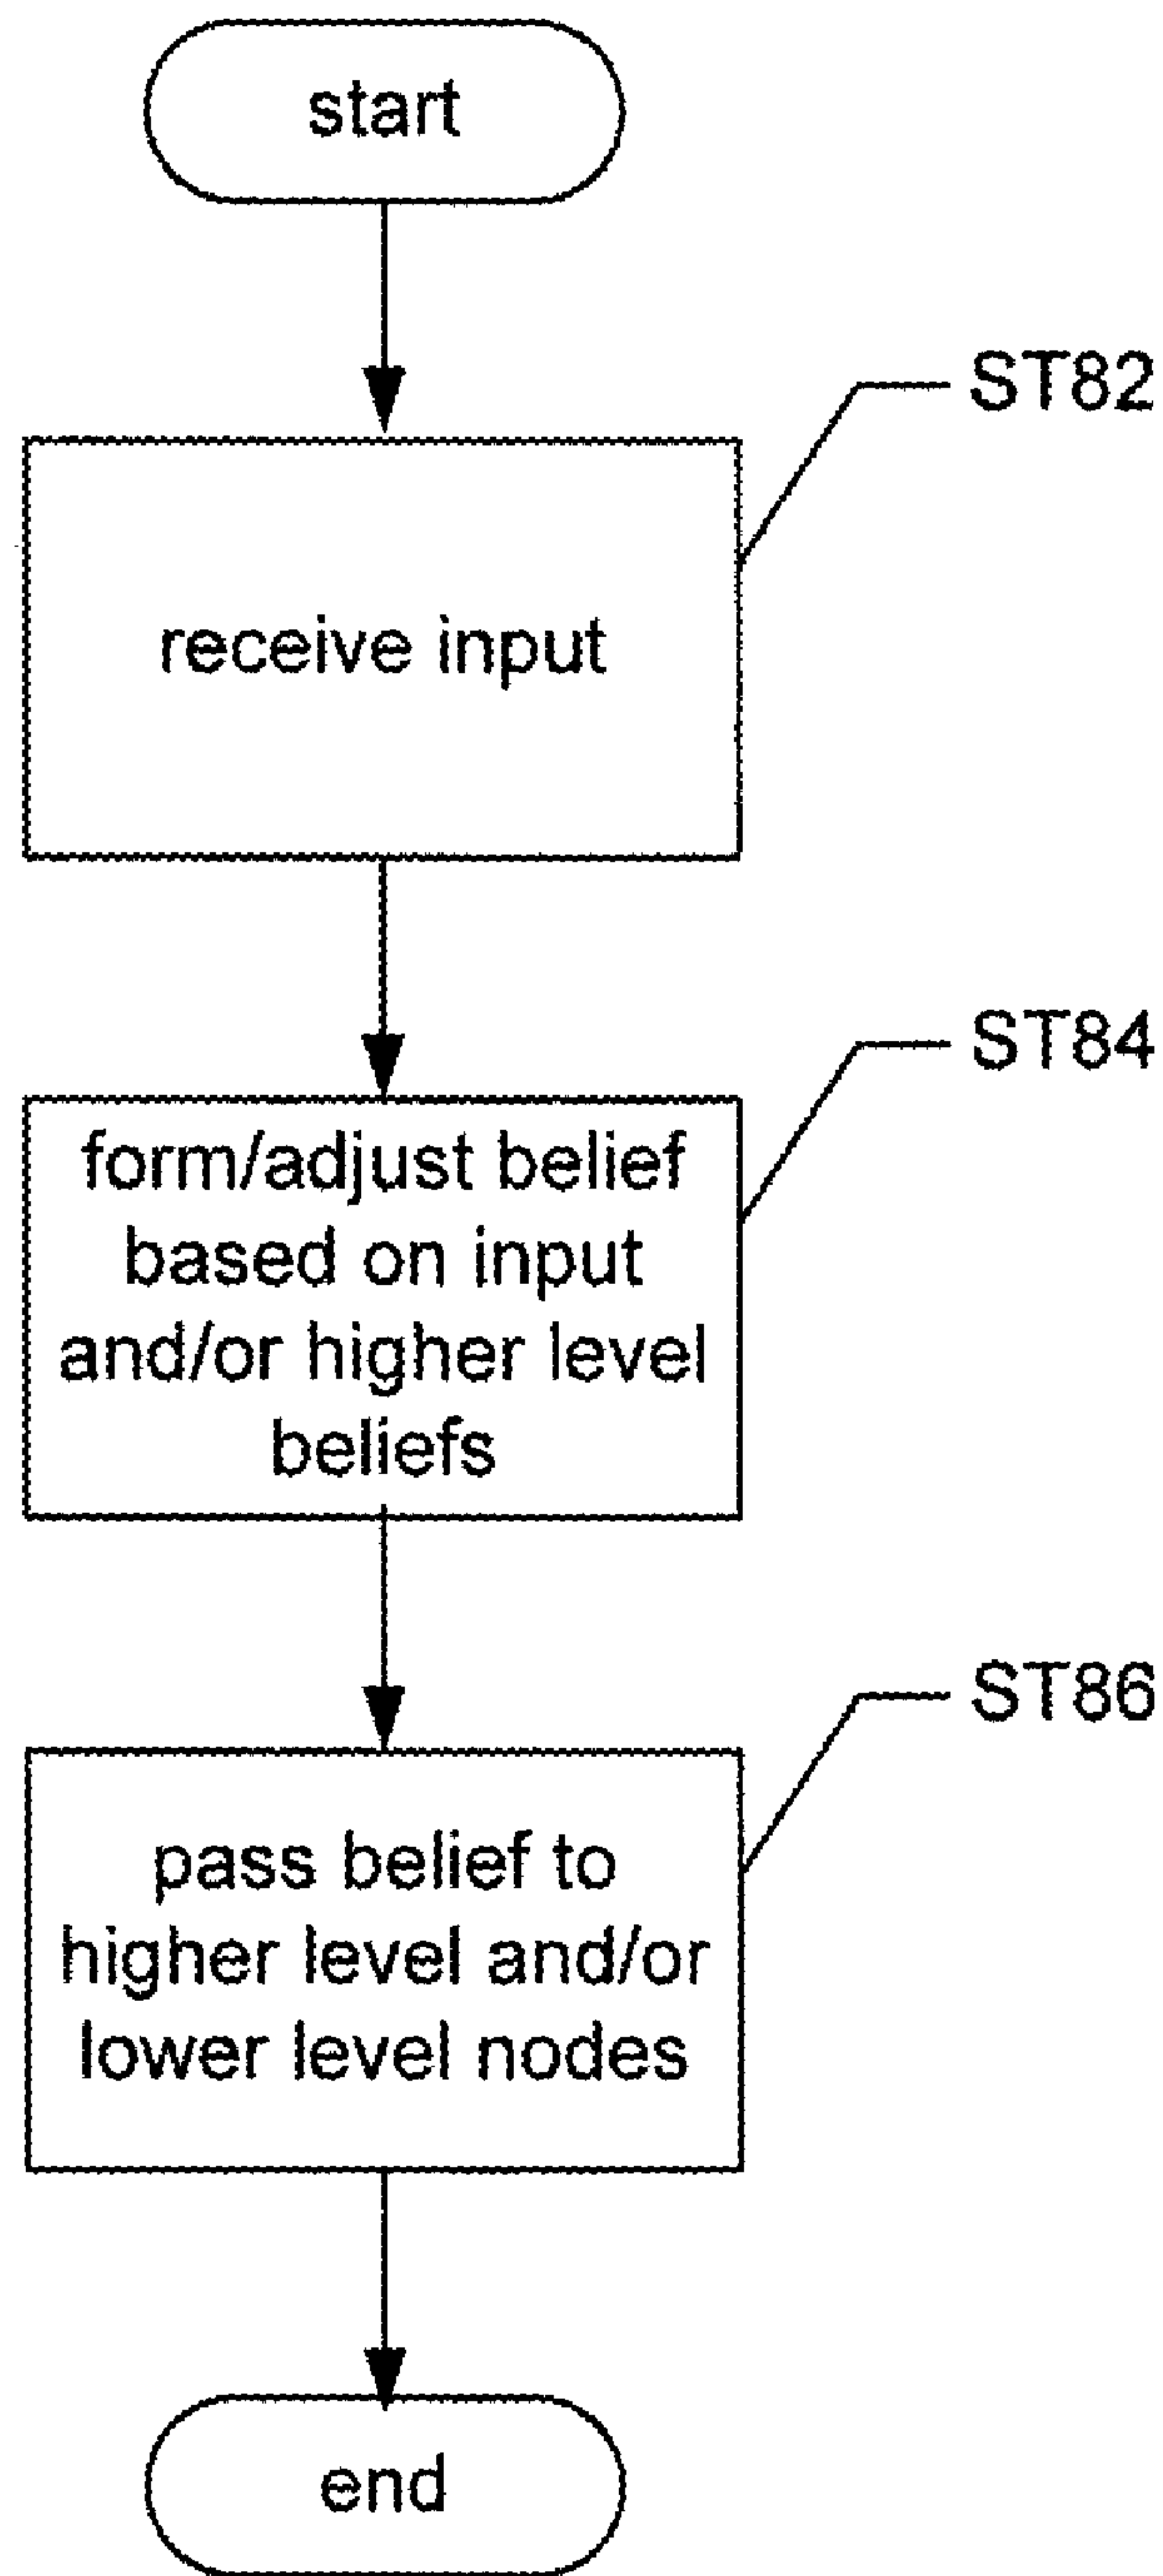 start
ST82
receive input
ST84
form/adjust belief
based on input
and/or higher level
beliefs
ST86
pass belief to
higher level and/or
lower level nodes
end